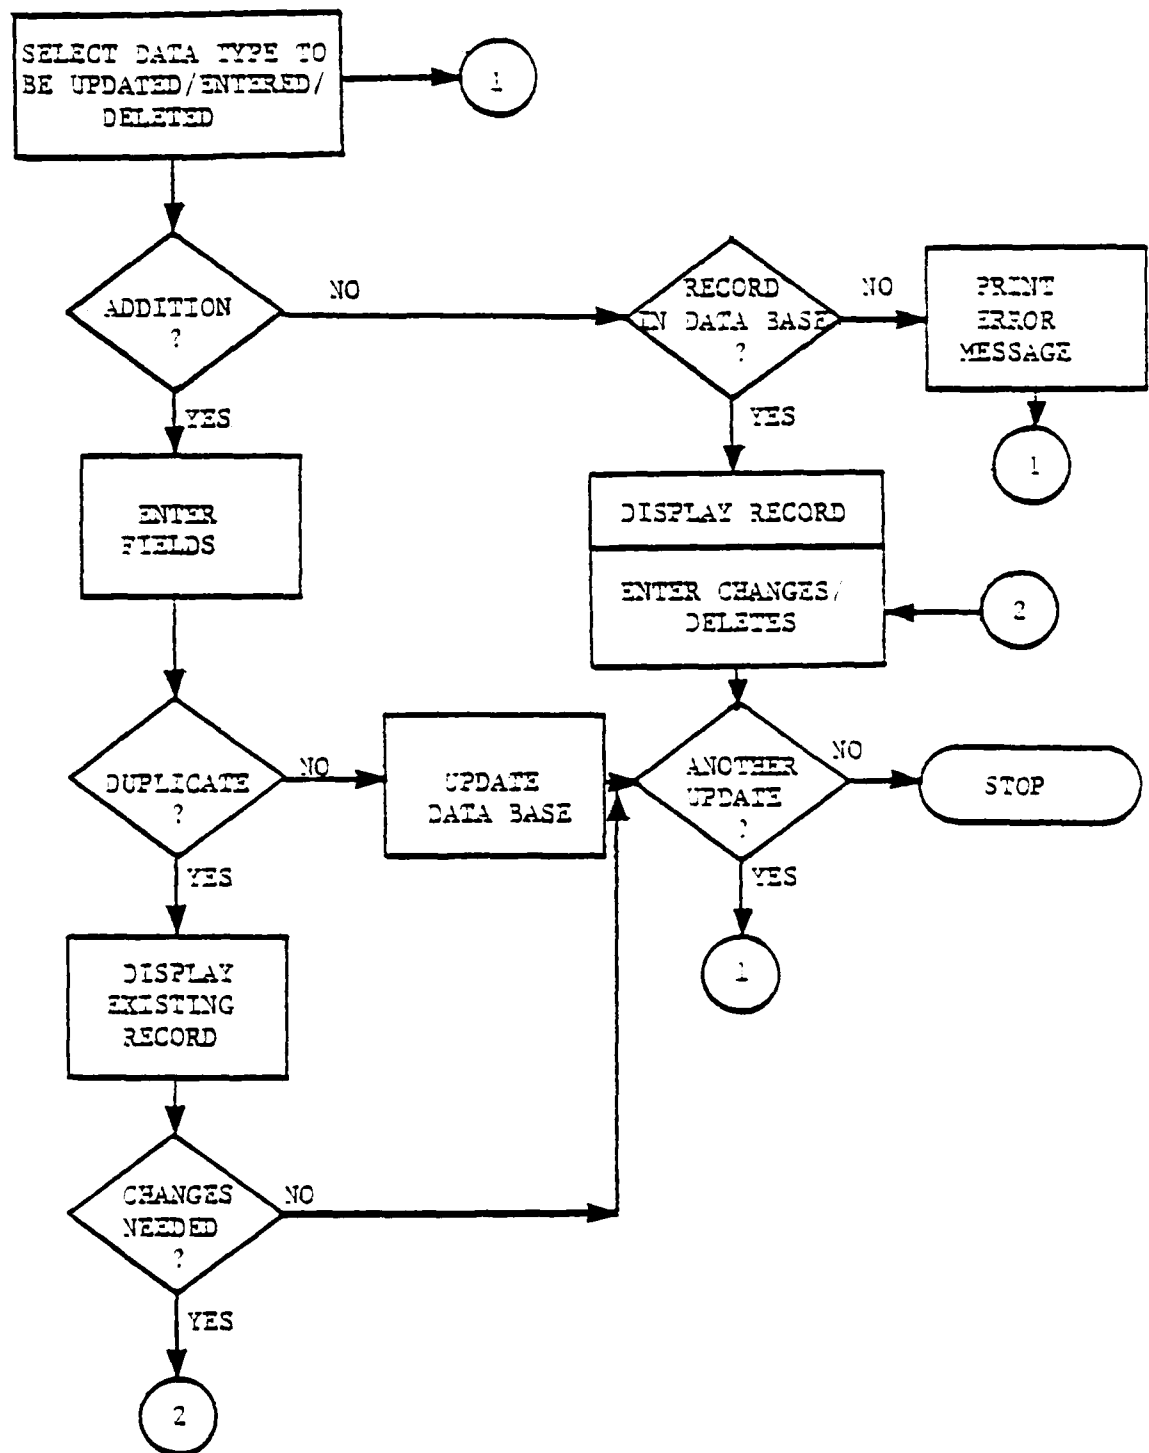 SELECT DATA TYPE TO
BE UPDATED/ENTERED/
DELETED
1
ADDITION
?
NO
RECORD
IN DATA BASE
?
NO
PRINT
ERROR
MESSAGE
YES
YES
1
ENTER
FIELDS
DISPLAY RECORD
ENTER CHANGES/
DELETES
2
DUPLICATE
?
NO
UPDATE
DATA BASE
ANOTHER
UPDATE
?
NO
STOP
YES
YES
1
DISPLAY
EXISTING
RECORD
CHANGES
NEEDED
?
NO
YES
2